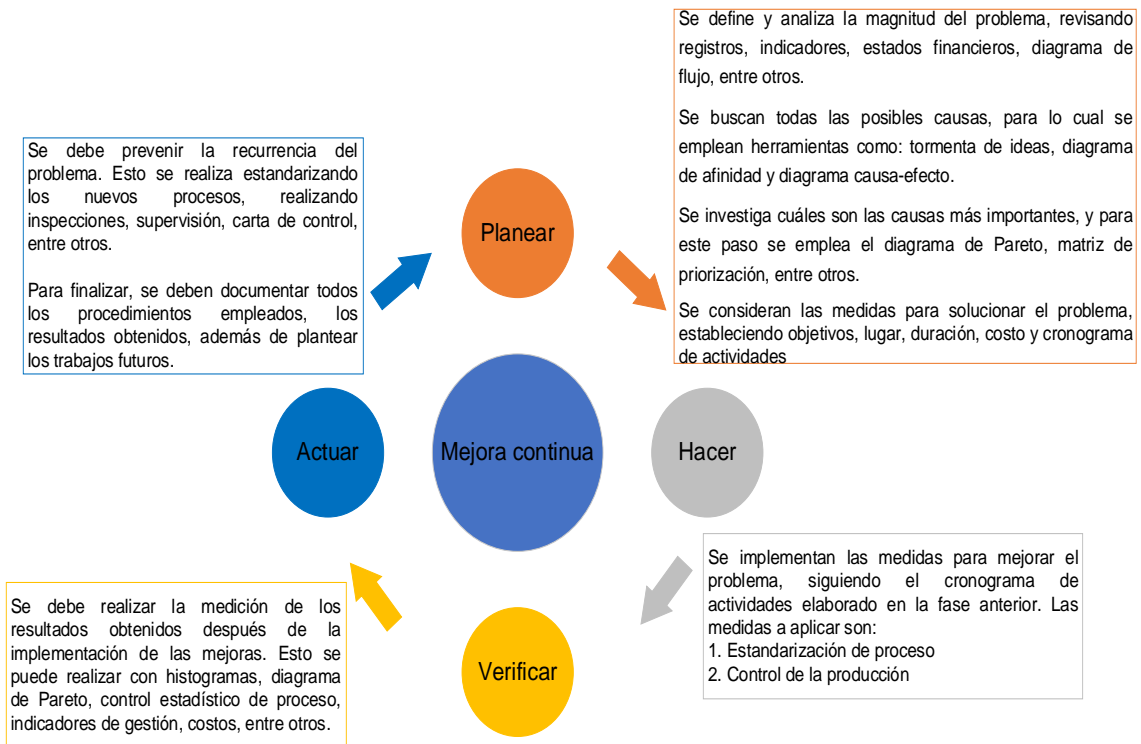 Se define y analiza la magnitud del problema, revisando
registros, indicadores, estados financieros, diagrama de
flujo, entre otros.
Se buscan todas las posibles causas, para lo cual se
emplean herramientas como: tormenta de ideas, diagrama
de afinidad y diagrama causa-efecto.
Se investiga cuáles son las causas más importantes, y para
este paso se emplea el diagrama de Pareto, matriz de
priorización, entre otros.
Se consideran las medidas para solucionar el problema,
estableciendo objetivos, lugar, duración, costo y cronograma
de actividades
Se debe prevenir la recurrencia del
problema. Esto se realiza estandarizando
los nuevos procesos, realizando
inspecciones, supervisión, carta de control,
entre otros.
Para finalizar, se deben documentar todos
los procedimientos empleados, los
resultados obtenidos, además de plantear
los trabajos futuros.
Planear
Actuar
Mejora continua
Hacer
Se implementan las medidas para mejorar el
problema, siguiendo el cronograma de
actividades elaborado en la fase anterior. Las
medidas a aplicar son:
1. Estandarización de proceso
2. Control de la producción
Se debe realizar la medición de los
resultados obtenidos después de la
implementación de las mejoras. Esto se
puede realizar con histogramas, diagrama
de Pareto, control estadístico de proceso,
indicadores de gestión, costos, entre otros.
Verificar